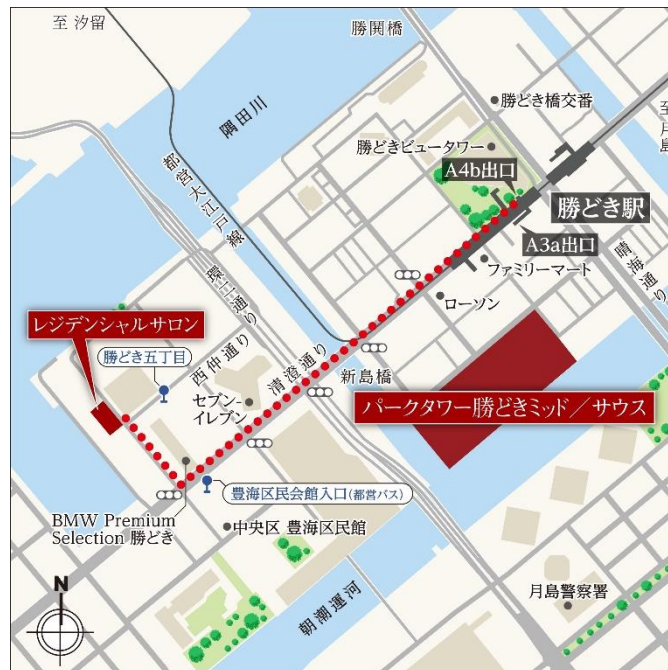 至 汐留
勝鬨橋
隅田川
勝どき橋交番
至 月島
勝どきビュータワー
A4b出口
勝どき駅
A3a出口
都営大江戸線
ファミリーマート
晴海通り
ローソン
環二通り
レジデンシャルサロン
勝どき五丁目
西仲通り
清澄通り
新島橋
セブン-
イレブン
パークタワー勝どきミッド/サウス
豊海区民会館入口(都営バス)
BMW Premium
Selection 勝どき
中央区 豊海区民館
朝潮運河
月島警察署
N